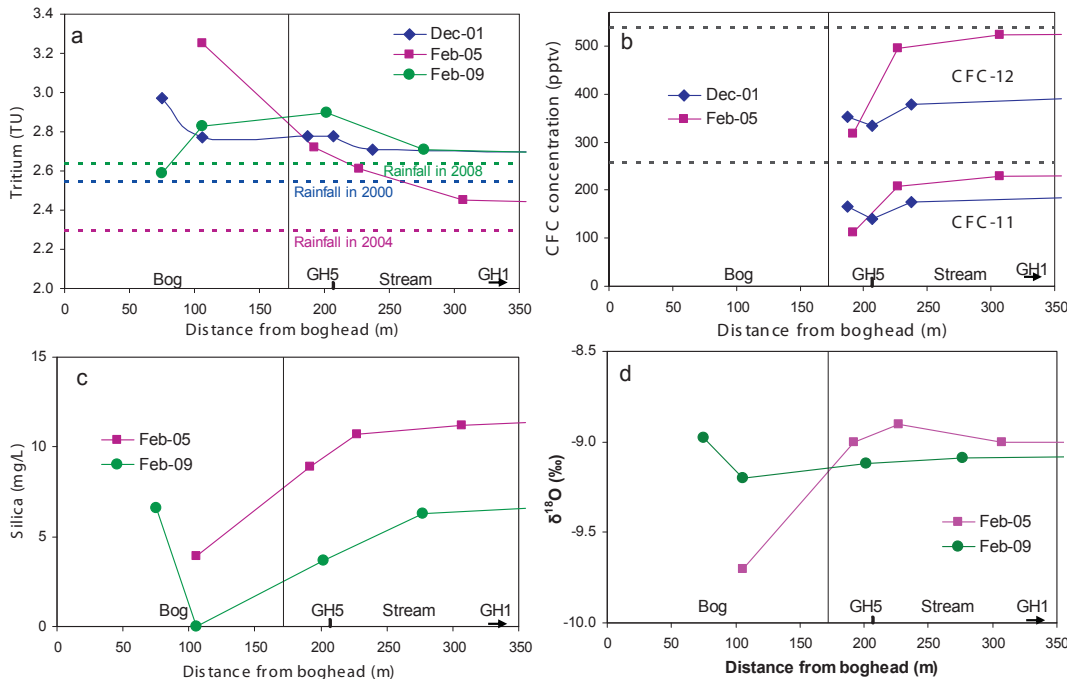 a
Dec-01
Feb-05
Feb-09
Tritium (TU)
3.4
3.2
3.0
2.8
2.6
2.4
2.2
2.0
Rainfall in 2008
Rainfall in 2000
Rainfall in 2004
Bog
GH5
Stream
GH1
0 50 100 150 200 250 300 350
Distance from boghead (m)
b
Dec-01
Feb-05
CFC concentration (pptv)
500
400
300
200
100
0
CFC-12
CFC-11
Bog
GH5
Stream
GH1
0 50 100 150 200 250 300 350
Distance from boghead (m)
c
Feb-05
Feb-09
Silica (mg/L)
15
10
5
0
Bog
GH5
Stream
GH1
0 50 100 150 200 250 300 350
Distance from boghead (m)
d
δ18O (‰)
-8.5
-9.0
-9.5
-10.0
Feb-05
Feb-09
Bog
GH5
Stream
GH1
0 50 100 150 200 250 300 350
Distance from boghead (m)